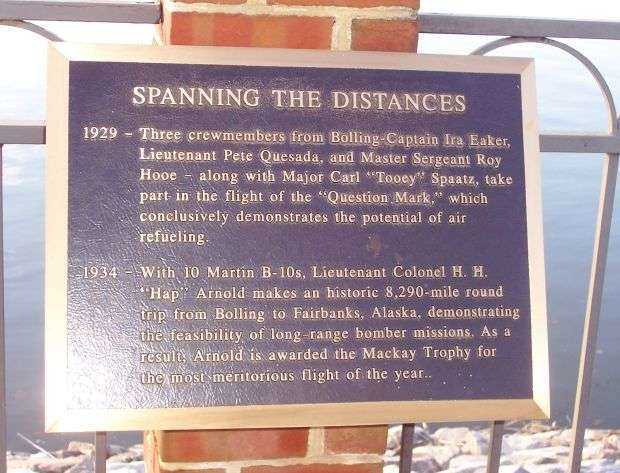 SPANNING THE DISTANCES
1929 - Three crewmembers from Bolling-Captain Ira Eaker,
Lieutenant Pete Quesada, and Master Sergeant Roy
Hooe - along with Major Carl "Tooey" Spaatz, take
part in the flight of the "Question Mark," which
conclusively demonstrates the potential of air
refueling.
1934 - With 10 Martin B-10s, Lieutenant Colonel H. H.
"Hap" Arnold makes an historic 8,290-mile round
trip from Bolling to Fairbanks, Alaska, demonstrating
the feasibility of long-range bomber missions. As a
result, Arnold is awarded the Mackay Trophy for
the most meritorious flight of the year..